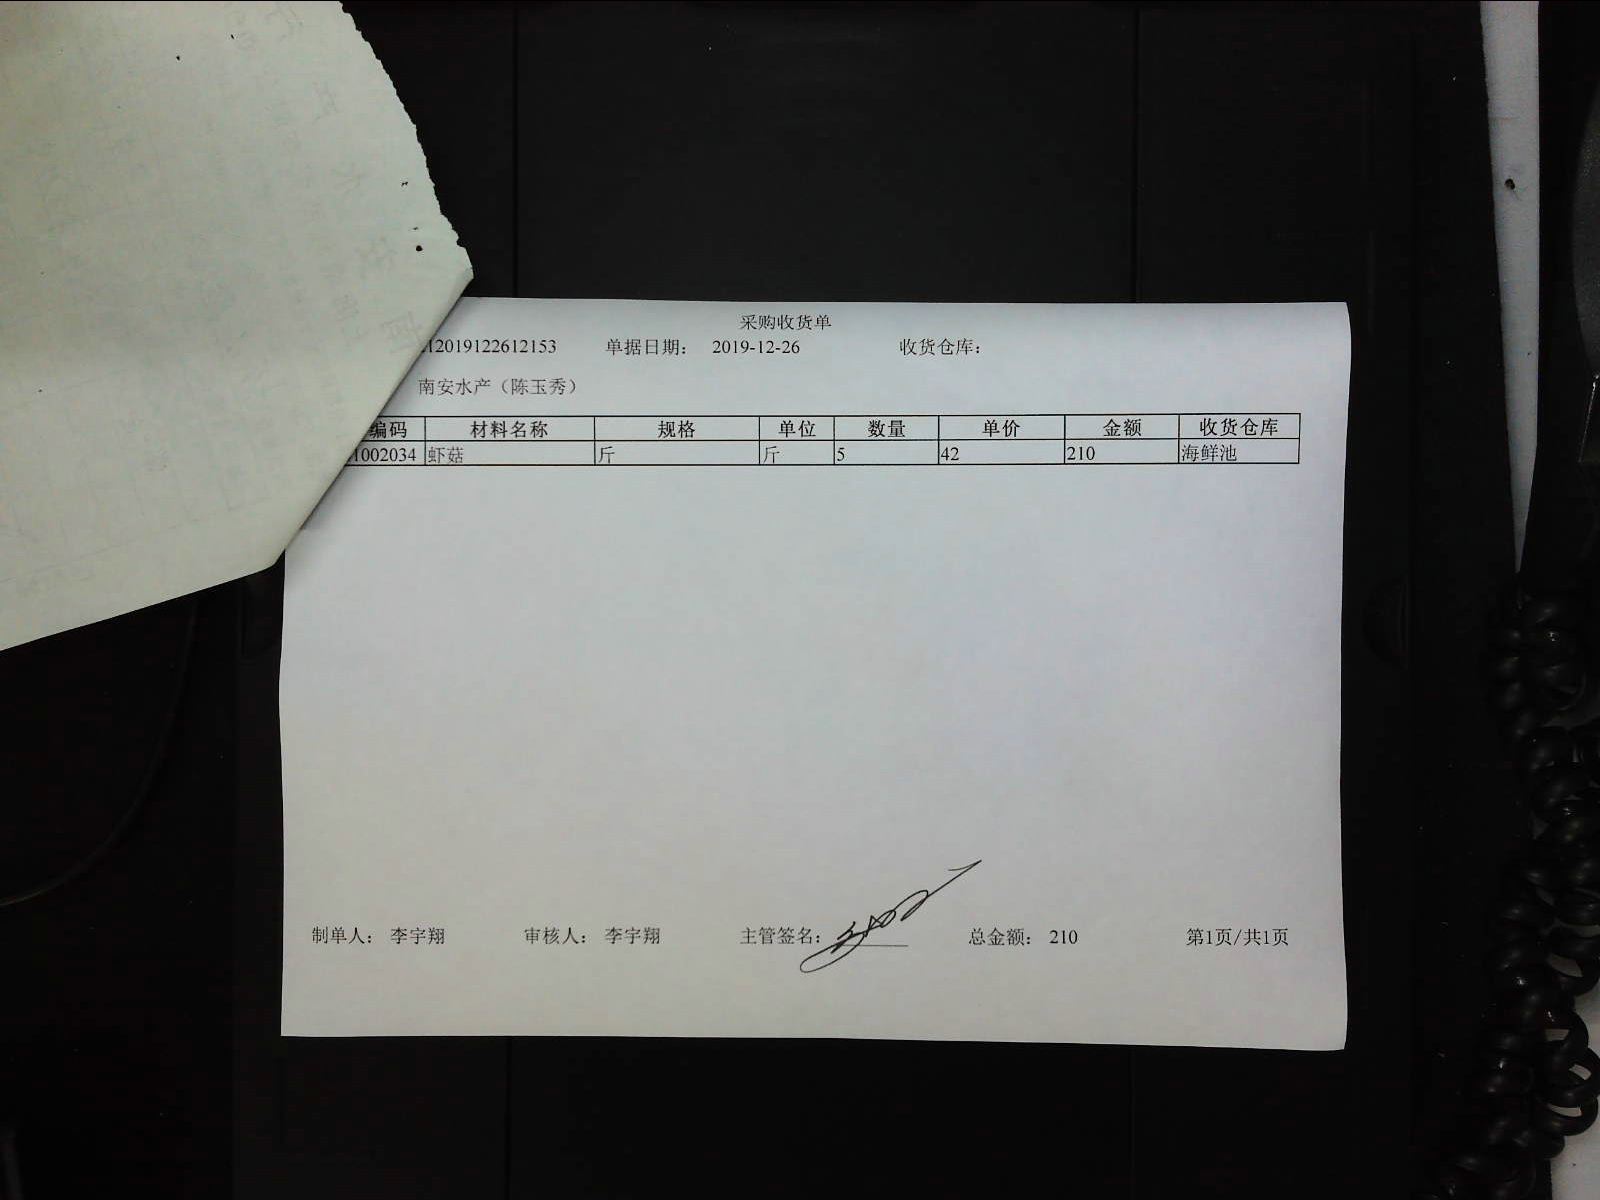 采购收货单
2019122612153 单据日期： 2019-12-26 收货仓库：
南安水产（陈玉秀）
编码 材料名称 规格 单位 数量 单价 金额 收货仓库
1002034 虾菇 斤 斤 5 42 210 海鲜池
制单人： 李宇翔 审核人： 李宇翔 主管签名： 总金额： 210 第1页/共1页